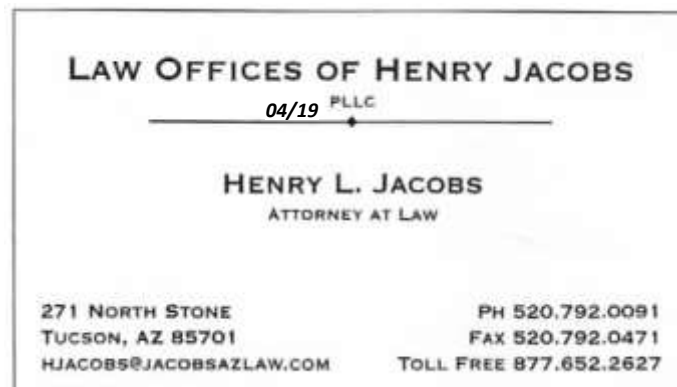 LAW OFFICES OF HENRY JACOBS
PLLC
04/19
HENRY L. JACOBS
ATTORNEY AT LAW
271 NORTH STONE
TUCSON, AZ 85701
HJACOBS@JACOBSAZLAW.COM
PH 520.792.0091
FAX 520.792.0471
TOLL FREE 877.652.2627